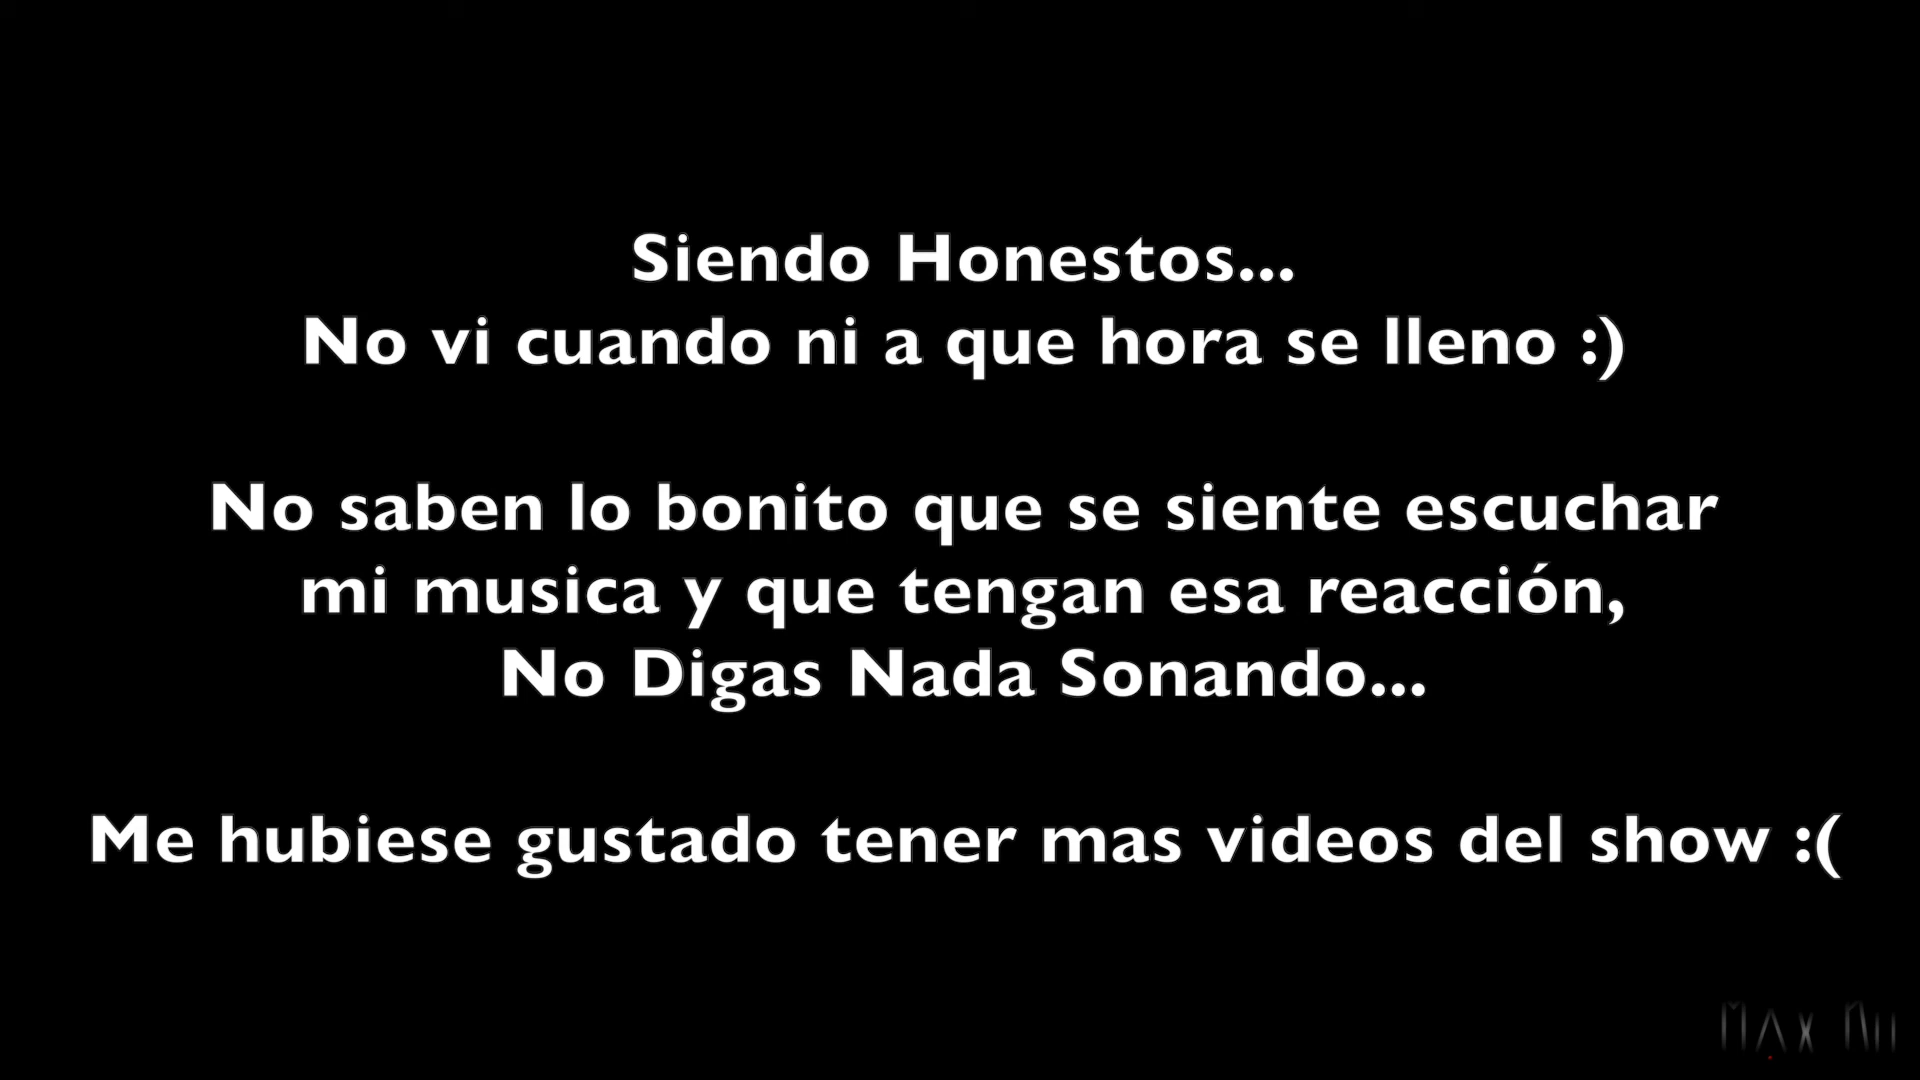 Siendo Honestos...
No vi cuando ni a que hora se lleno :)
No saben lo bonito que se siente escuchar
mi musica y que tengan esa reacción,
No Digas Nada Sonando...
Me hubiese gustado tener mas videos del show :(
Max